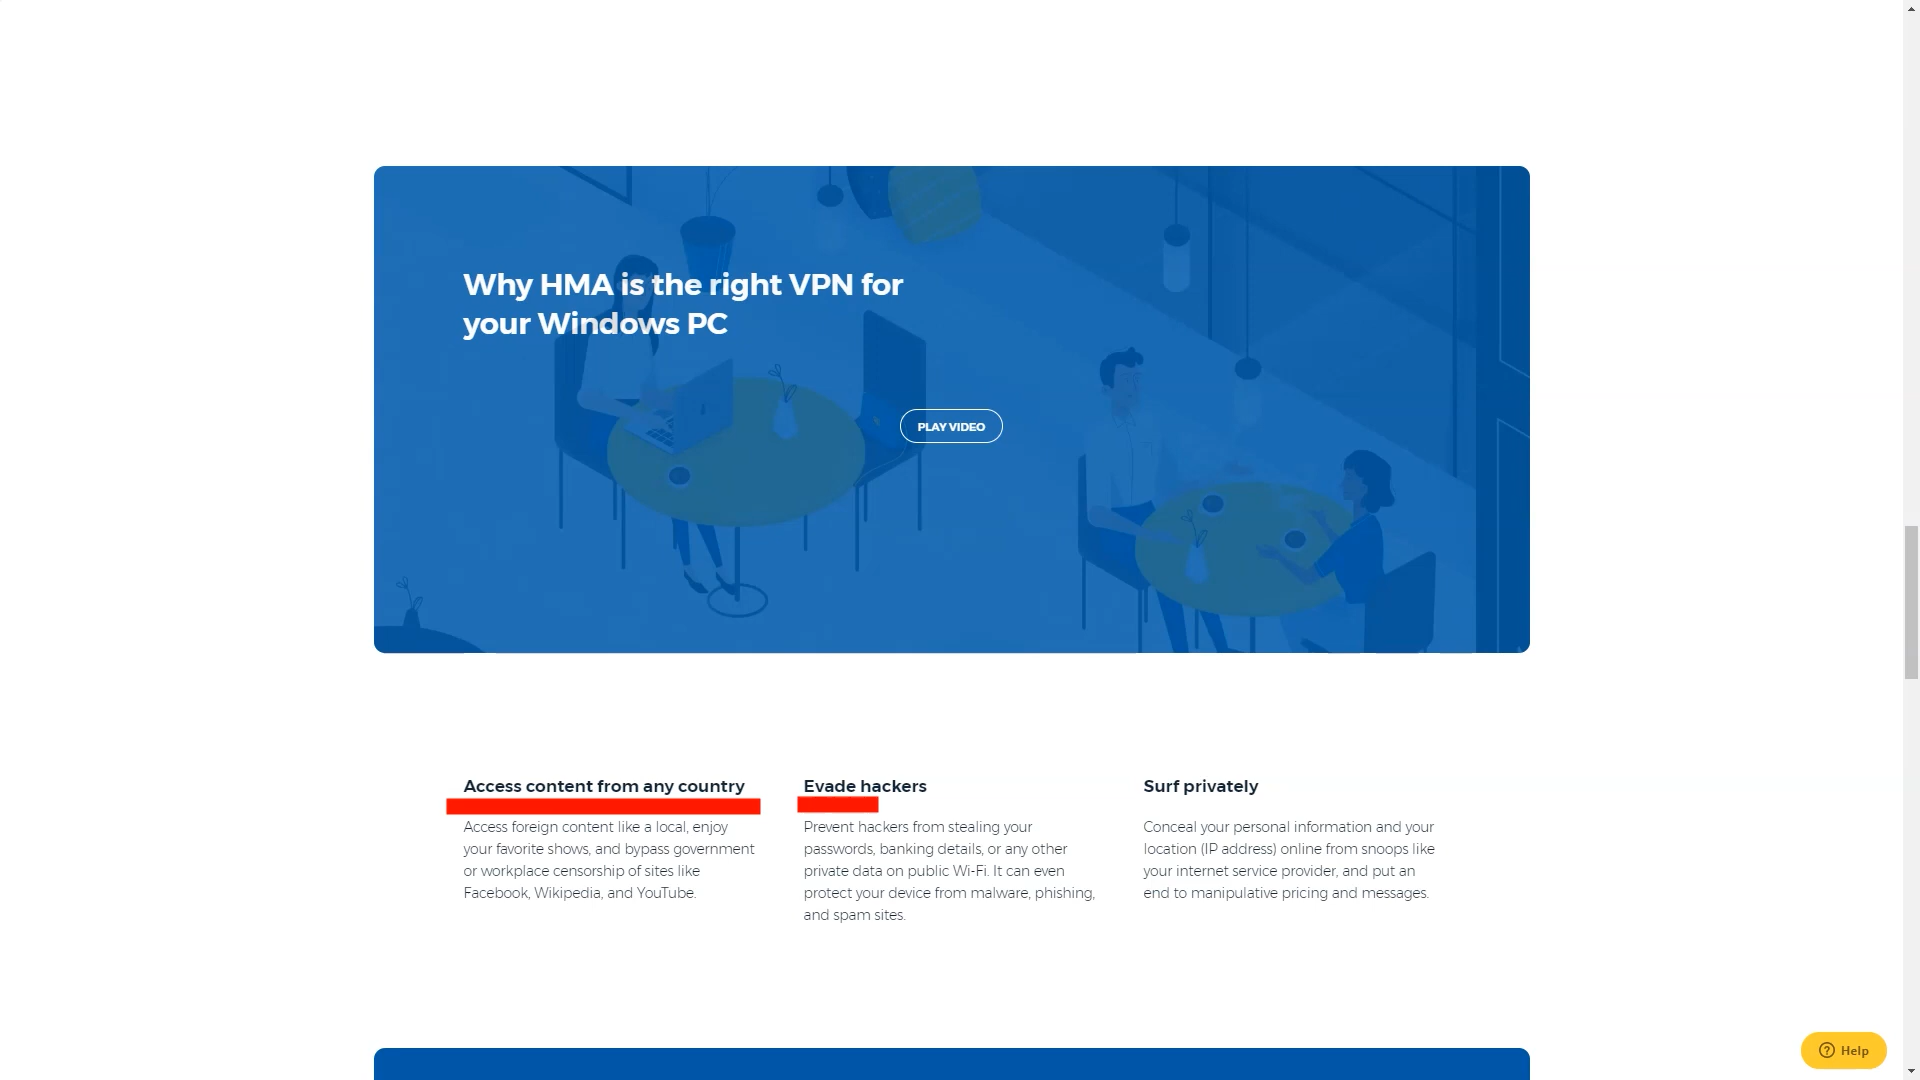 Why HMA is the right VPN for
your Windows PC
PLAY VIDEO
Access content from any country
Access foreign content like a local, enjoy
your favorite shows, and bypass government
or workplace censorship of sites like
Facebook, Wikipedia, and YouTube.
Evade hackers
Prevent hackers from stealing your
passwords, banking details, or any other
private data on public Wi-Fi. It can even
protect your device from malware, phishing,
and spam sites.
Surf privately
Conceal your personal information and your
location (IP address) online from snoops like
your internet service provider, and put an
end to manipulative pricing and messages.
Help